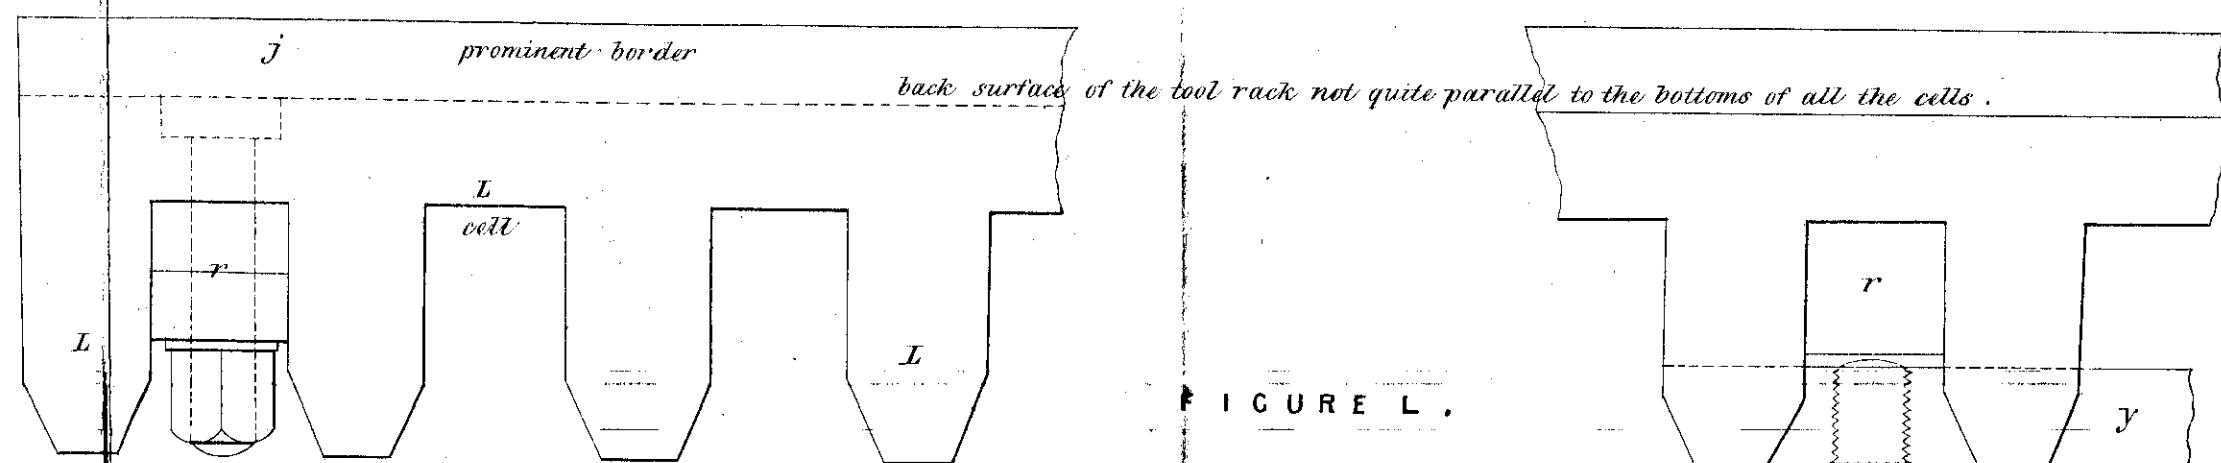 j prominent border
back surface of the tool rack not quite parallel to the bottoms of all the cells.
L
cell
r
r
L
L
FIGURE L.
y